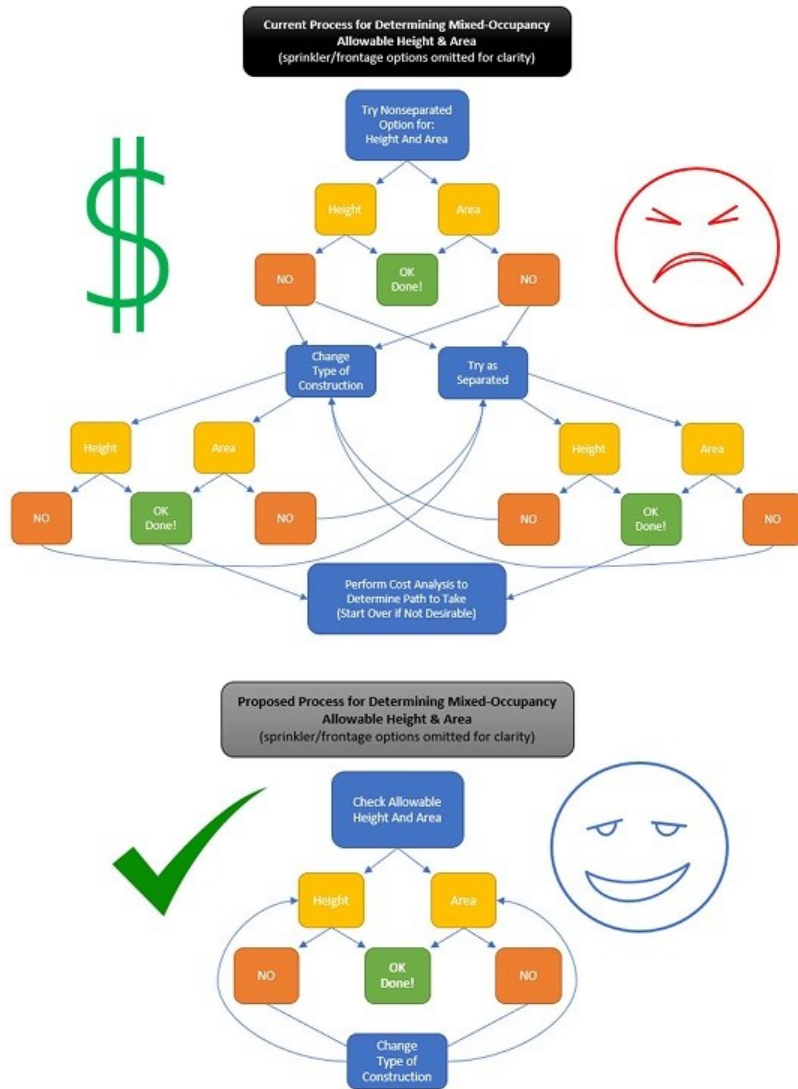 Current Process for Determining Mixed-Occupancy
Allowable Height & Area
(sprinkler/frontage options omitted for clarity)
Try Nonseparated
Option for:
Height And Area
$
Height
Area
NO
OK
Done!
NO
Change
Type of
Construction
Try as
Separated
Height
Area
Height
Area
NO
OK
Done!
NO
NO
OK
Done!
NO
Perform Cost Analysis to
Determine Path to Take
(Start Over if Not Desirable)
Proposed Process for Determining Mixed-Occupancy
Allowable Height & Area
(sprinkler/frontage options omitted for clarity)
Check Allowable
Height And Area
Height
Area
NO
OK
Done!
NO
Change
Type of
Construction